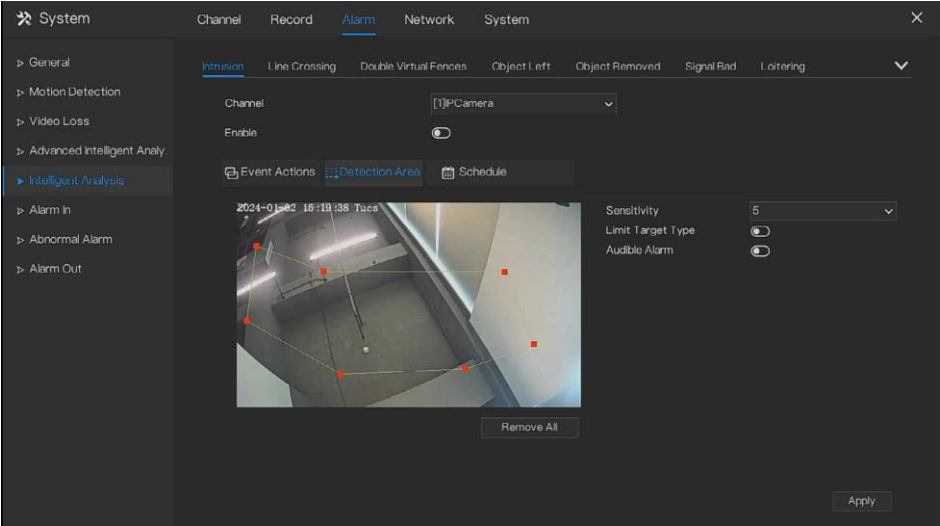 System
Channel Record Alarm Network System
General
Motion Detection
Video Loss
Advanced Intelligent Analy.
Intelligent Analysis
Alarm In
Abnormal Alarm
Alarm Out
Intrusion Line Crossing Double Virtual Fences Object Left Object Removed Signal Bad Loitering
Channel [1]IPCamera
Enable
Event Actions Detection Area Schedule
2024-01-02 15:19:38 Tues
Sensitivity 5
Limit Target Type
Audible Alarm
Remove All
Apply